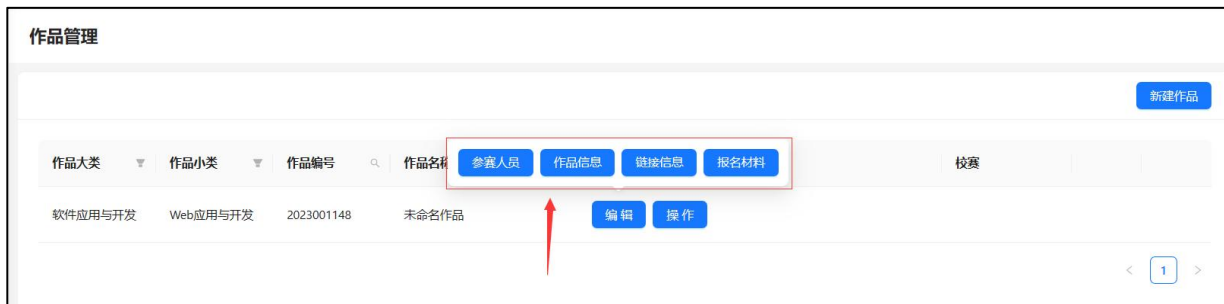 作品管理
新建作品
作品大类 作品小类 作品编号 作品名称 参赛人员 作品信息 链接信息 报名材料 校赛
软件应用与开发 Web应用与开发 2023001148 未命名作品 编辑 操作
< 1 >